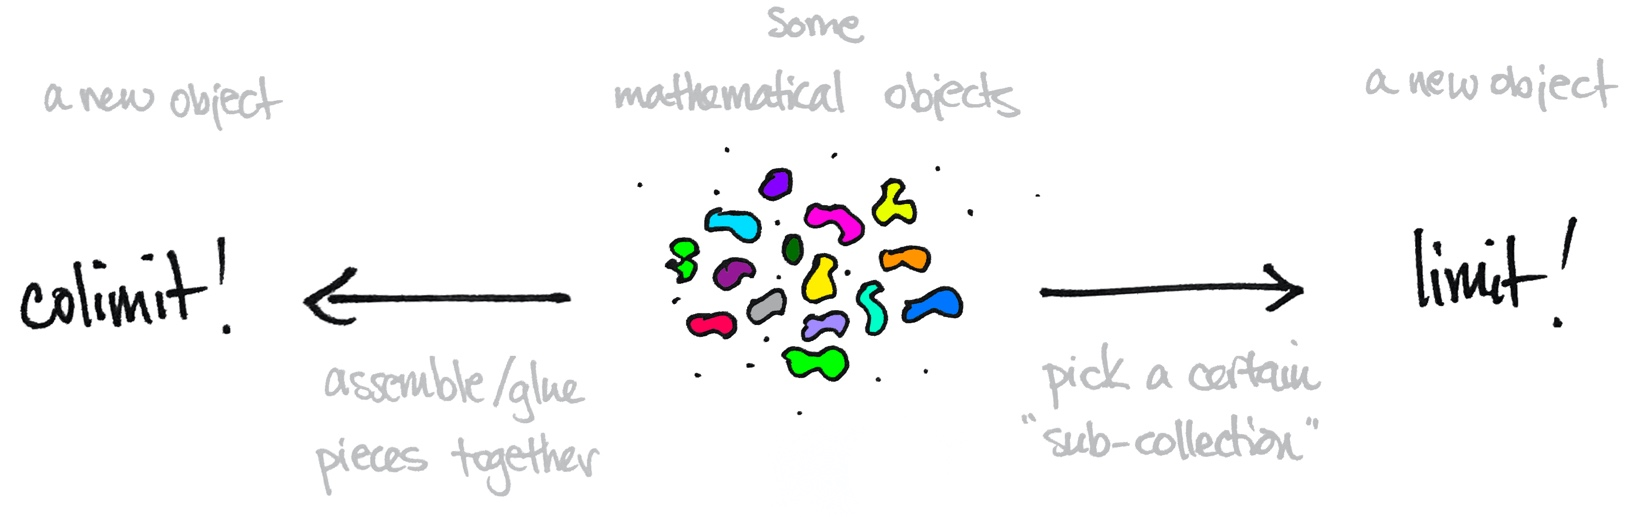 a new object
colimit!
assemble/glue
pieces together
some
mathematical objects
a new object
limit!
pick a certain
"sub-collection"